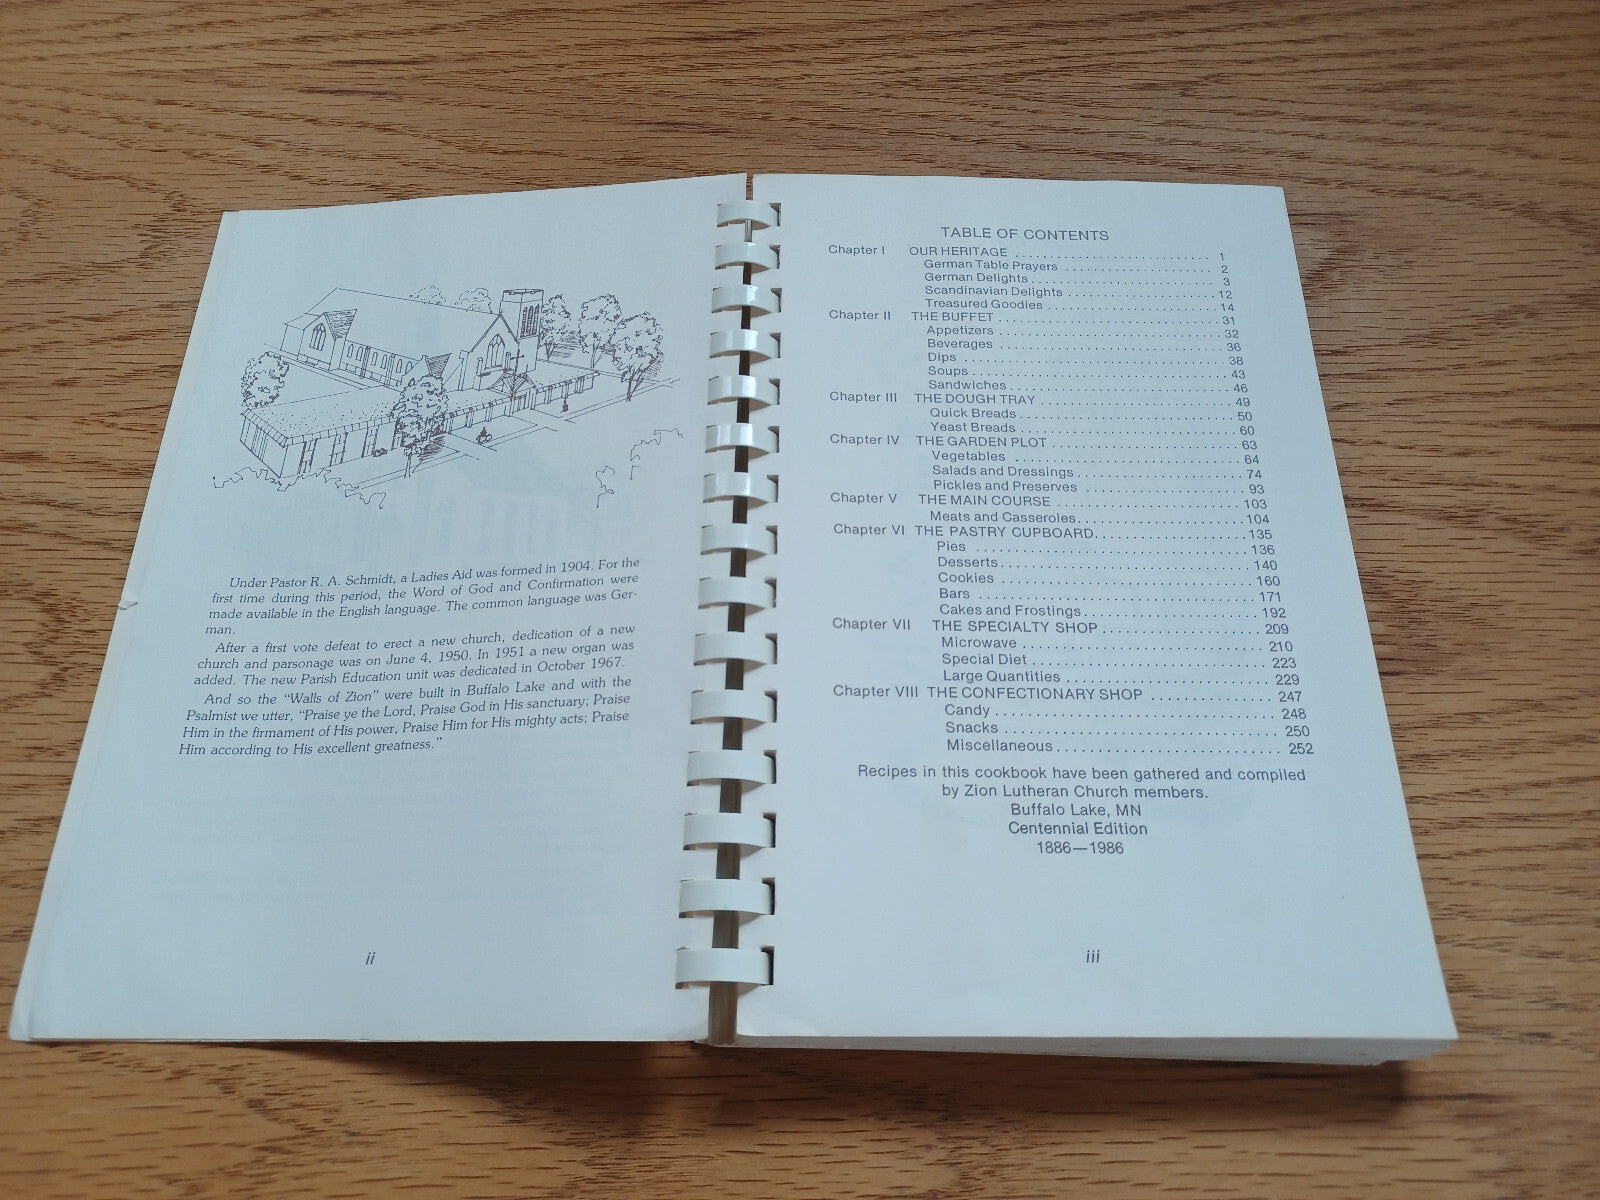 Under Pastor R. A. Schmidt, a Ladies Aid was formed in 1904. For the
first time during this period, the Word of God and Confirmation were
made available in the English language. The common language was Ger-
man.
After a first vote defeat to erect a new church, dedication of a new
church and parsonage was on June 4, 1950. In 1951 a new organ was
added. The new Parish Education unit was dedicated in October 1967.
And so the "Walls of Zion" were built in Buffalo Lake and with the
Psalmist we utter, "Praise ye the Lord, Praise God in His sanctuary; Praise
Him in the firmament of His power, Praise Him for His mighty acts; Praise
Him according to His excellent greatness."
ii
TABLE OF CONTENTS
Chapter I OUR HERITAGE . . . . . . . . . . 1
German Table Prayers . . . . . . . . . . 2
German Delights . . . . . . . . . . 3
Scandinavian Delights . . . . . . . . . . 12
Treasured Goodies . . . . . . . . . . 14
Chapter II THE BUFFET . . . . . . . . . . 31
Appetizers . . . . . . . . . . 32
Beverages . . . . . . . . . . 36
Dips . . . . . . . . . . 38
Soups . . . . . . . . . . 43
Sandwiches . . . . . . . . . . 46
Chapter III THE DOUGH TRAY . . . . . . . . . . 49
Quick Breads . . . . . . . . . . 50
Yeast Breads . . . . . . . . . . 60
Chapter IV THE GARDEN PLOT . . . . . . . . . . 63
Vegetables . . . . . . . . . . 64
Salads and Dressings . . . . . . . . . . 74
Pickles and Preserves . . . . . . . . . . 93
Chapter V THE MAIN COURSE . . . . . . . . . . 103
Meats and Casseroles . . . . . . . . . . 104
Chapter VI THE PASTRY CUPBOARD . . . . . . . . . . 135
Pies . . . . . . . . . . 136
Desserts . . . . . . . . . . 140
Cookies . . . . . . . . . . 160
Bars . . . . . . . . . . 171
Cakes and Frostings . . . . . . . . . . 192
Chapter VII THE SPECIALTY SHOP . . . . . . . . . . 209
Microwave . . . . . . . . . . 210
Special Diet . . . . . . . . . . 223
Large Quantities . . . . . . . . . . 229
Chapter VIII THE CONFECTIONARY SHOP . . . . . . . . . . 247
Candy . . . . . . . . . . 248
Snacks . . . . . . . . . . 250
Miscellaneous . . . . . . . . . . 252
Recipes in this cookbook have been gathered and compiled
by Zion Lutheran Church members.
Buffalo Lake, MN
Centennial Edition
1886—1986
iii